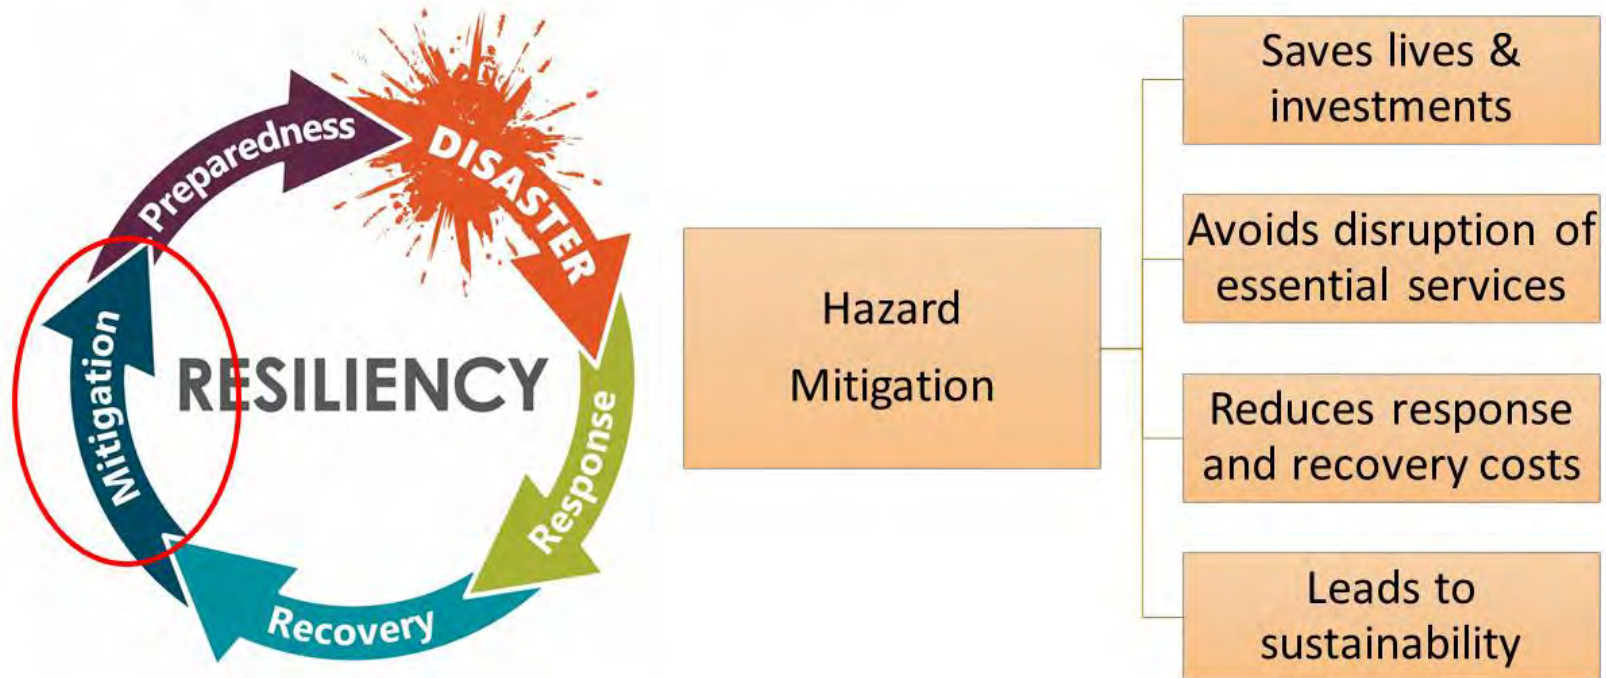 Preparedness
DISASTER
Response
Recovery
Mitigation
RESILIENCY
Hazard
Mitigation
Saves lives &
investments
Avoids disruption of
essential services
Reduces response
and recovery costs
Leads to
sustainability